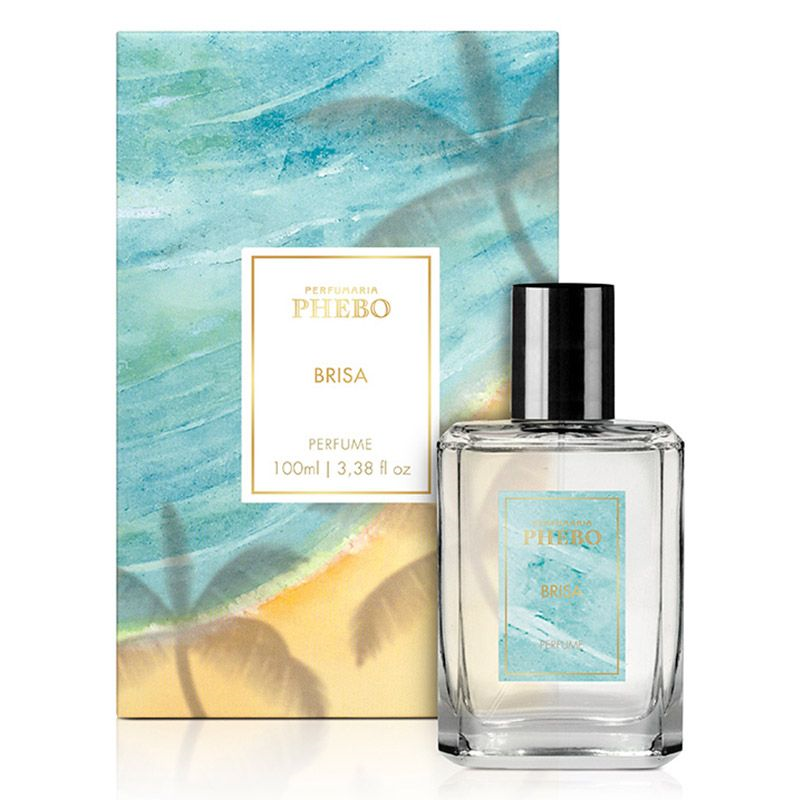 PERFUMARIA
PHEBO
BRISA
PERFUME
100ml | 3,38 fl oz
PERFUMARIA
PHEBO
BRISA
PERFUME